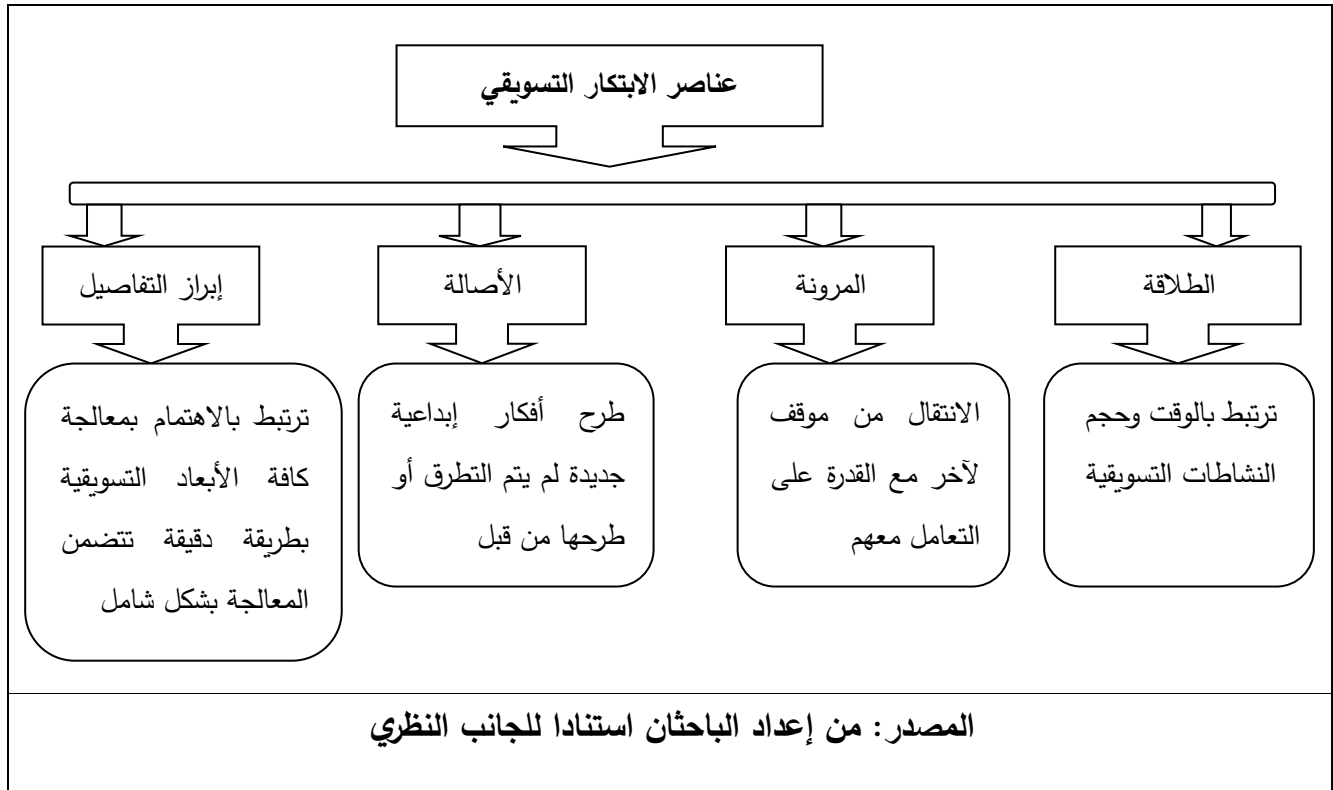 عناصر الابتكار التسويقي
الطلاقة
المرونة
الأصالة
إبراز التفاصيل
ترتبط بالوقت وحجم
النشاطات التسويقية
الانتقال من موقف
لآخر مع القدرة على
التعامل معهم
طرح أفكار إبداعية
جديدة لم يتم التطرق أو
طرحها من قبل
ترتبط بالاهتمام بمعالجة
كافة الأبعاد التسويقية
بطريقة دقيقة تتضمن
المعالجة بشكل شامل
المصدر: من إعداد الباحثان استنادا للجانب النظري